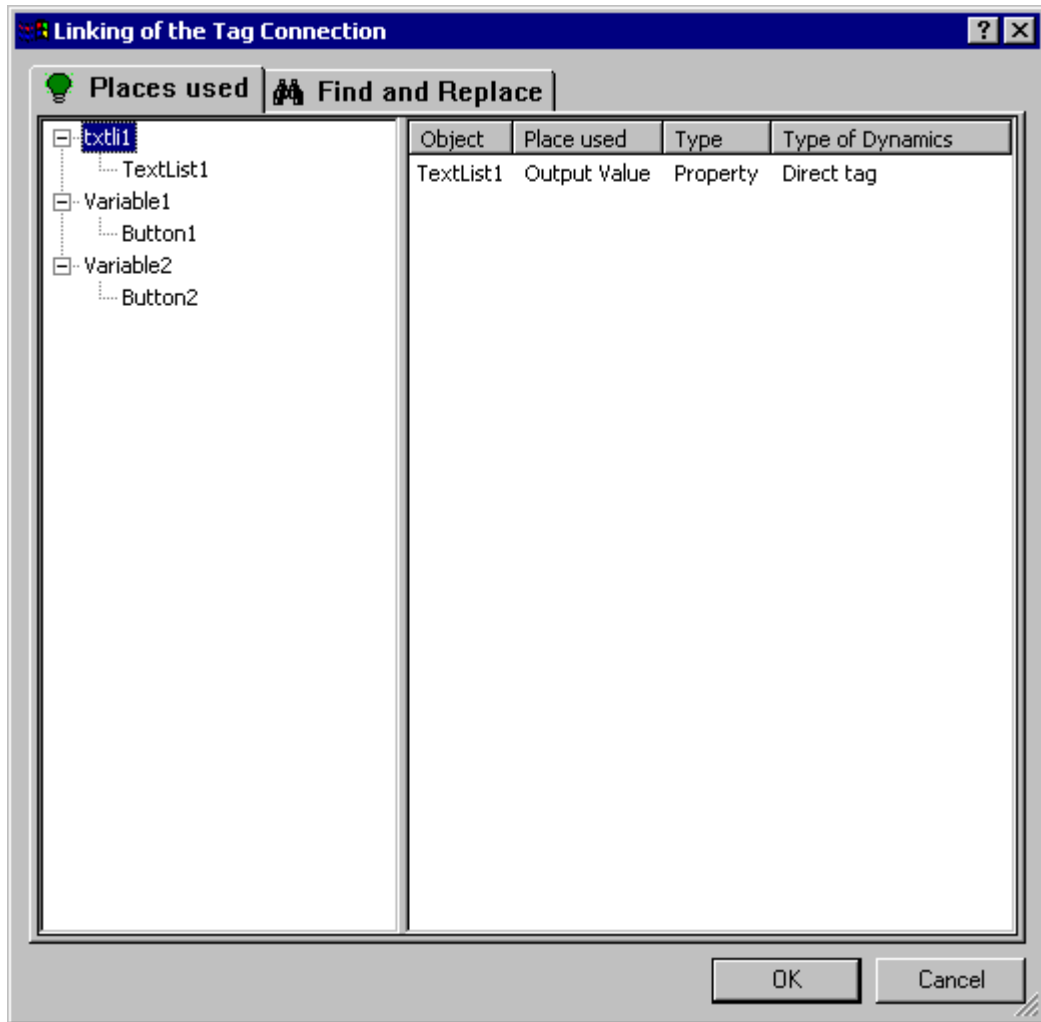 Linking of the Tag Connection
Places used
Find and Replace
txtli1
TextList1
Variable1
Button1
Variable2
Button2
Object Place used Type Type of Dynamics
TextList1 Output Value Property Direct tag
OK Cancel